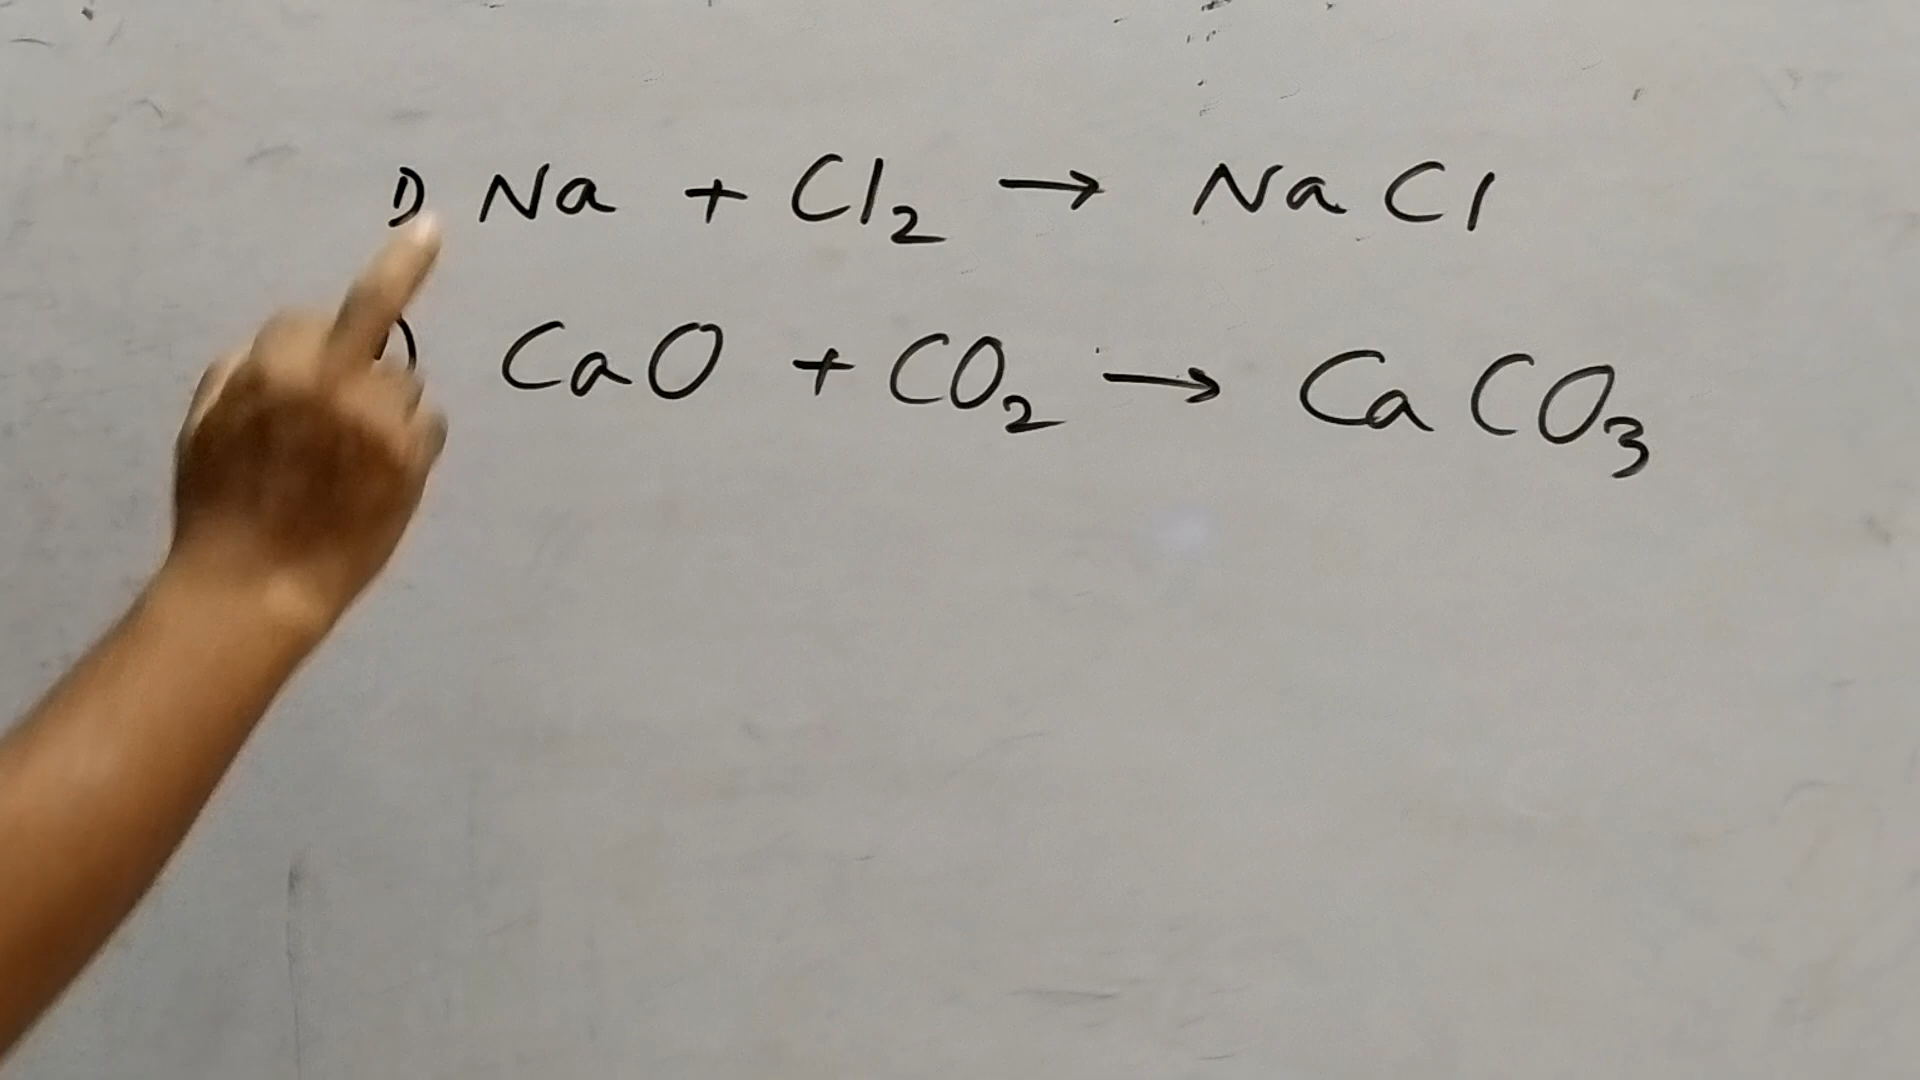 1) Na + Cl₂ → NaCl
) CaO + CO₂ → CaCO₃